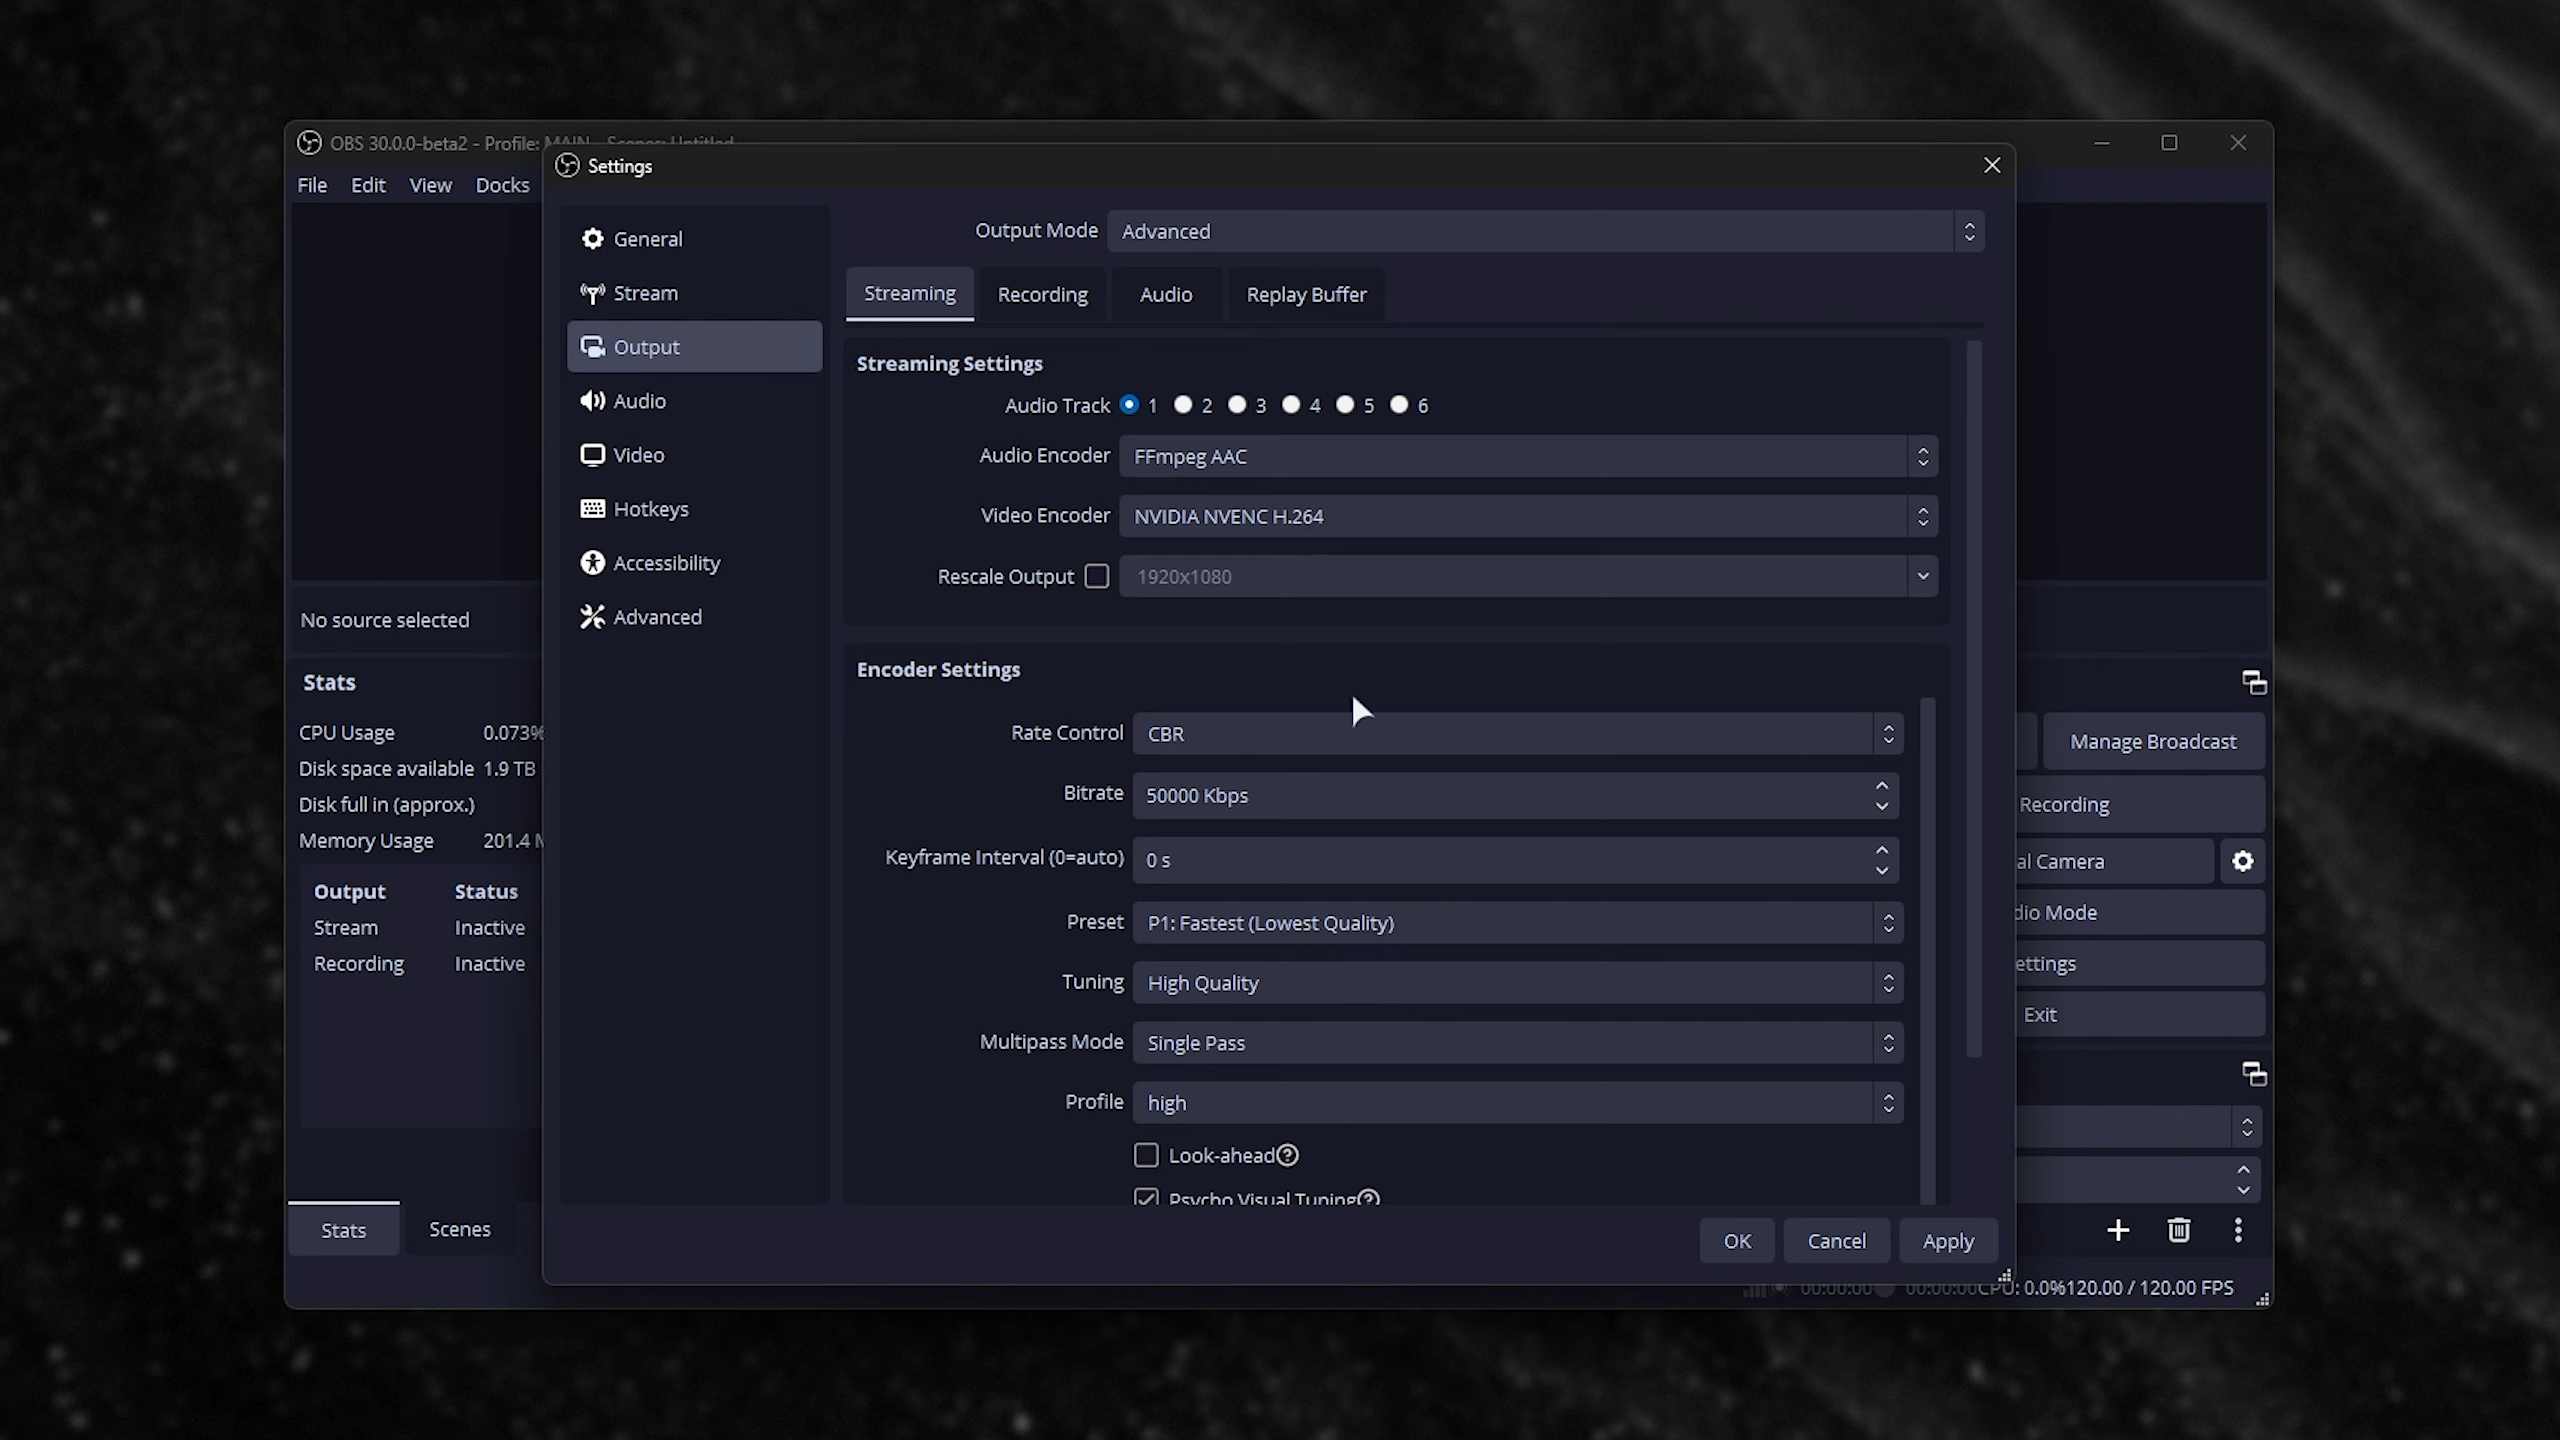 OBS 30.0.0-beta2 - Profile: MAIN - Scenes: Untitled
Settings
File Edit View Docks
General
Stream
Output
Audio
Video
Hotkeys
Accessibility
Advanced
Output Mode Advanced
Streaming Recording Audio Replay Buffer
Streaming Settings
Audio Track 1 2 3 4 5 6
Audio Encoder FFmpeg AAC
Video Encoder NVIDIA NVENC H.264
Rescale Output 1920x1080
Encoder Settings
Rate Control CBR
Bitrate 50000 Kbps
Keyframe Interval (0=auto) 0 s
Preset P1: Fastest (Lowest Quality)
Tuning High Quality
Multipass Mode Single Pass
Profile high
Look-ahead
Psycho Visual Tuning
OK Cancel Apply
No source selected
Stats
CPU Usage 0.073%
Disk space available 1.9 TB
Disk full in (approx.)
Memory Usage 201.4 M
Output Status
Stream Inactive
Recording Inactive
Stats Scenes
Manage Broadcast
Recording
al Camera
dio Mode
ettings
Exit
00:00:00 00:00:00 CPU: 0.0% 120.00 / 120.00 FPS